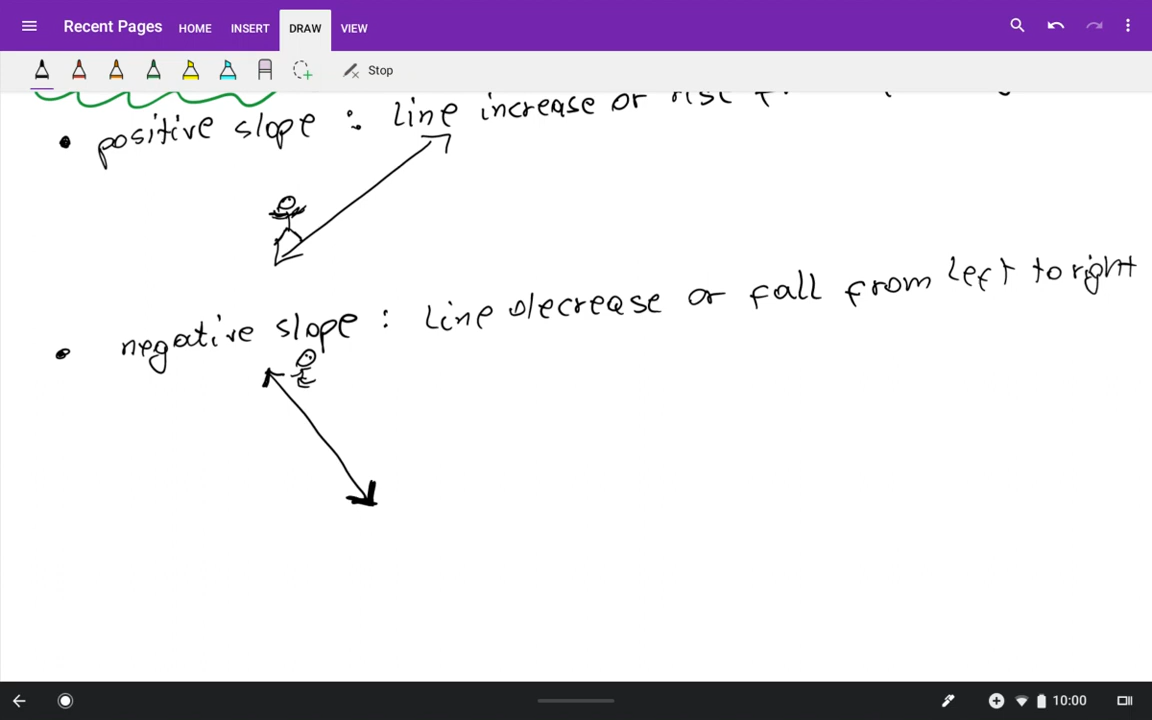 Recent Pages HOME INSERT DRAW VIEW
Stop
• positive slope : line increase or rise
• negative slope : line decrease or fall from left to right
10:00